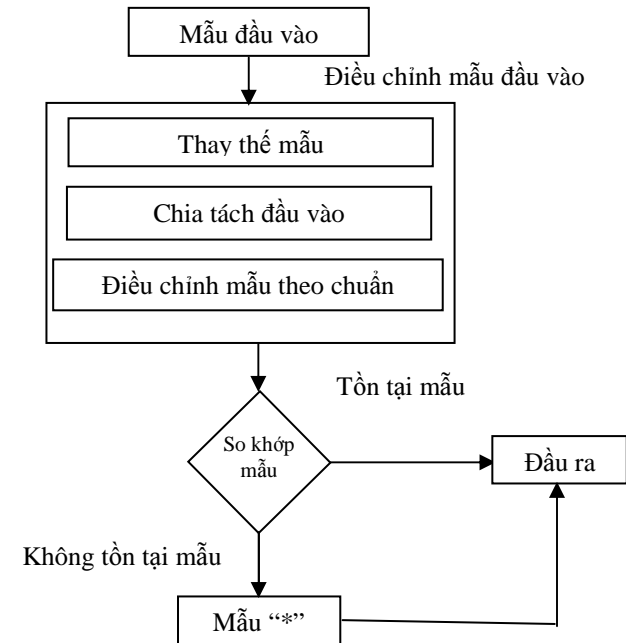 Mẫu đầu vào
Điều chỉnh mẫu đầu vào
Thay thế mẫu
Chia tách đầu vào
Điều chỉnh mẫu theo chuẩn
Tồn tại mẫu
So khớp
mẫu
Đầu ra
Không tồn tại mẫu
Mẫu “*”